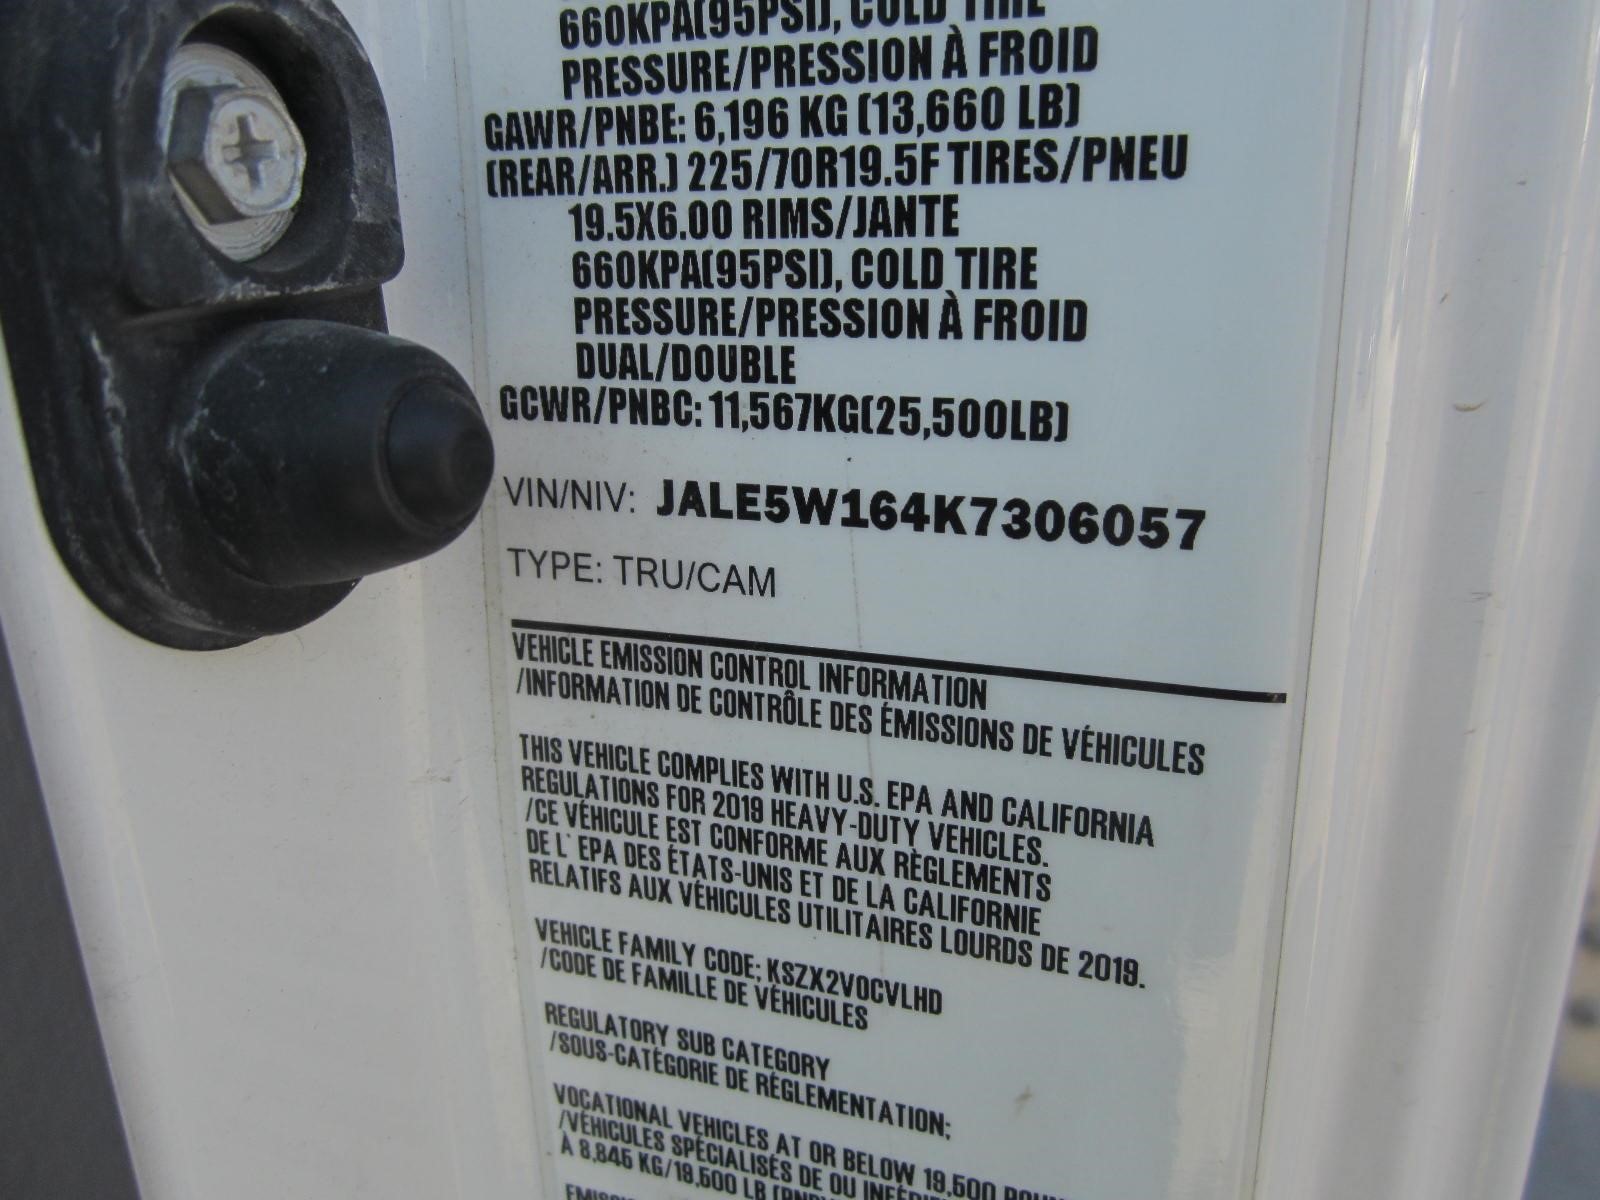 660KPA(95PSI), COLD TIRE
PRESSURE/PRESSION À FROID
GAWR/PNBE: 6,196 KG (13,660 LB)
(REAR/ARR.) 225/70R19.5F TIRES/PNEU
19.5X6.00 RIMS/JANTE
660KPA(95PSI), COLD TIRE
PRESSURE/PRESSION À FROID
DUAL/DOUBLE
GCWR/PNBC: 11,567KG(25,500LB)
VIN/NIV: JALE5W164K7306057
TYPE: TRU/CAM
VEHICLE EMISSION CONTROL INFORMATION
/INFORMATION DE CONTRÔLE DES ÉMISSIONS DE VÉHICULES
THIS VEHICLE COMPLIES WITH U.S. EPA AND CALIFORNIA
REGULATIONS FOR 2019 HEAVY-DUTY VEHICLES.
/CE VÉHICULE EST CONFORME AUX RÈGLEMENTS
DE L' EPA DES ÉTATS-UNIS ET DE LA CALIFORNIE
RELATIFS AUX VÉHICULES UTILITAIRES LOURDS DE 2019.
VEHICLE FAMILY CODE; KSZX2VOCVLHD
/CODE DE FAMILLE DE VÉHICULES
REGULATORY SUB CATEGORY
/SOUS-CATÉGORIE DE RÉGLEMENTATION;
VOCATIONAL VEHICLES AT OR BELOW 19,500
/VÉHICULES SPÉCIALISÉS DE OU
À 8,845 KG/19,500 LB